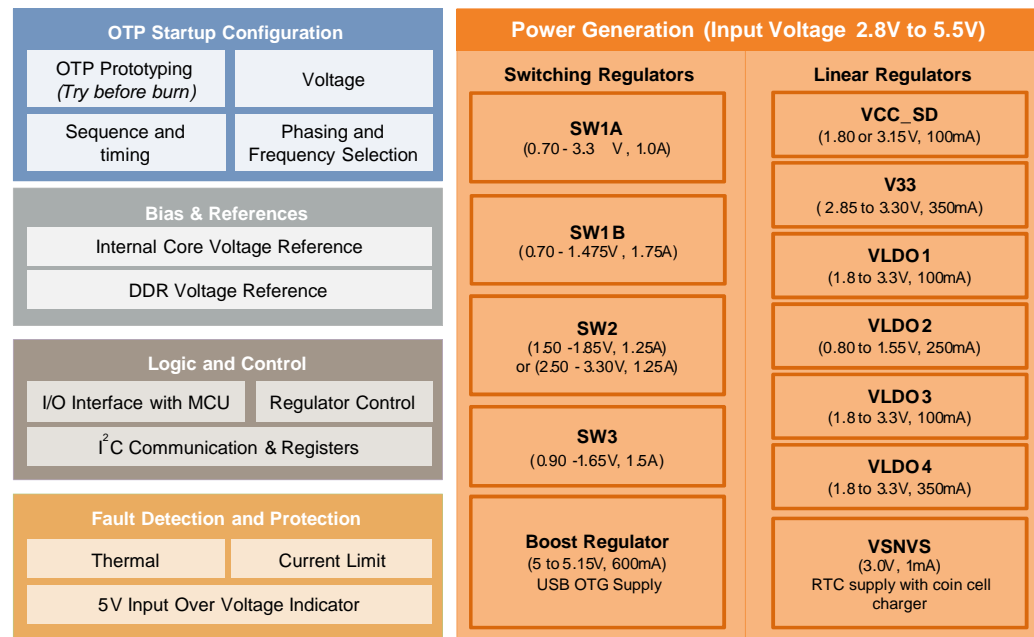 OTP Startup Configuration
OTP Prototyping
(Try before burn)
Voltage
Sequence and
timing
Phasing and
Frequency Selection
Bias & References
Internal Core Voltage Reference
DDR Voltage Reference
Logic and Control
I/O Interface with MCU
Regulator Control
I²C Communication & Registers
Fault Detection and Protection
Thermal
Current Limit
5V Input Over Voltage Indicator
Power Generation (Input Voltage 2.8V to 5.5V)
Switching Regulators
SW1A
(0.70 - 3.3 V , 1.0A)
SW1B
(0.70 - 1.475V , 1.75A)
SW2
(1.50 -1.85V, 1.25A)
or (2.50 - 3.30V, 1.25A)
SW3
(0.90 -1.65V, 1.5A)
Boost Regulator
(5 to 5.15V, 600mA)
USB OTG Supply
Linear Regulators
VCC_SD
(1.80 or 3.15V, 100mA)
V33
( 2.85 to 3.30V, 350mA)
VLDO1
(1.8 to 3.3V, 100mA)
VLDO2
(0.80 to 1.55V, 250mA)
VLDO3
(1.8 to 3.3V, 100mA)
VLDO4
(1.8 to 3.3V, 350mA)
VSNVS
(3.0V, 1mA)
RTC supply with coin cell
charger